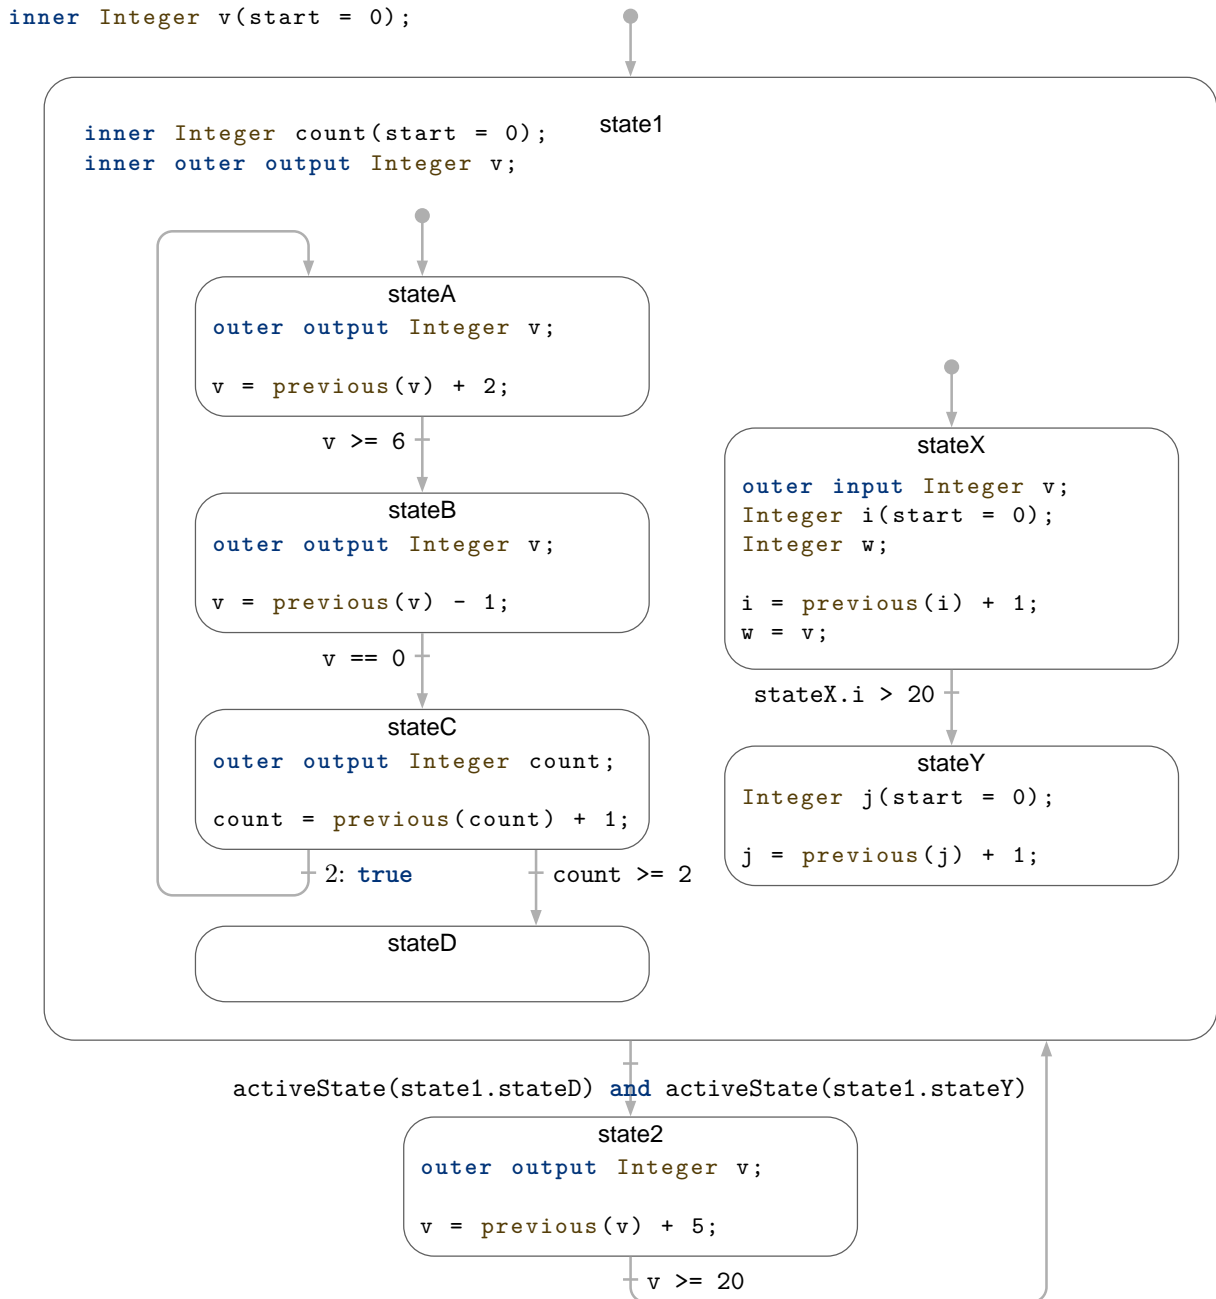 inner Integer v(start = 0);
state1
inner Integer count(start = 0);
inner outer output Integer v;
stateA
outer output Integer v;
v = previous(v) + 2;
v >= 6
stateB
outer output Integer v;
v = previous(v) - 1;
v == 0
stateC
outer output Integer count;
count = previous(count) + 1;
2: true
count >= 2
stateD
stateX
outer input Integer v;
Integer i(start = 0);
Integer w;
i = previous(i) + 1;
w = v;
stateX.i > 20
stateY
Integer j(start = 0);
j = previous(j) + 1;
activeState(state1.stateD) and activeState(state1.stateY)
state2
outer output Integer v;
v = previous(v) + 5;
v >= 20